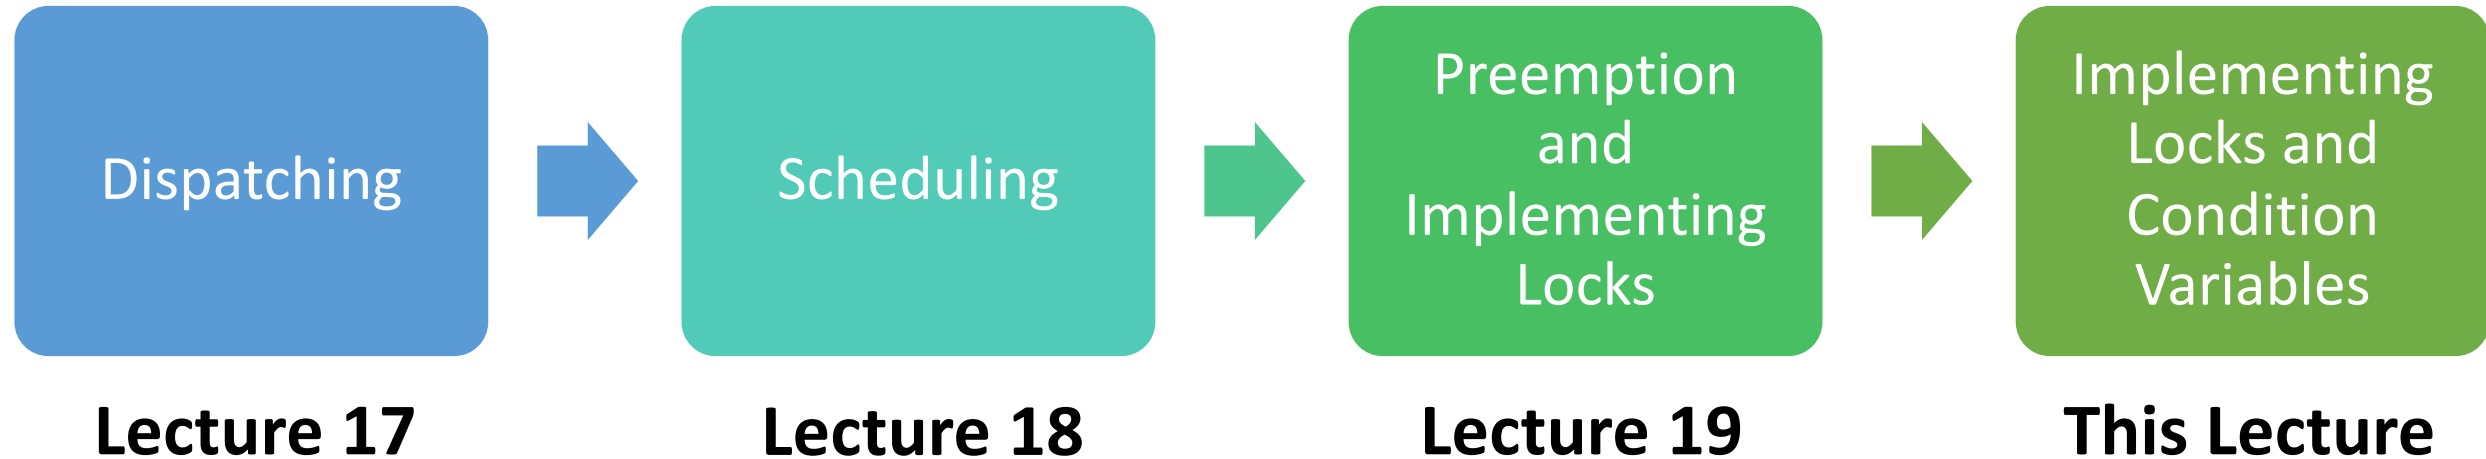 Dispatching
Scheduling
Preemption
and
Implementing
Locks
Implementing
Locks and
Condition
Variables
Lecture 17
Lecture 18
Lecture 19
This Lecture